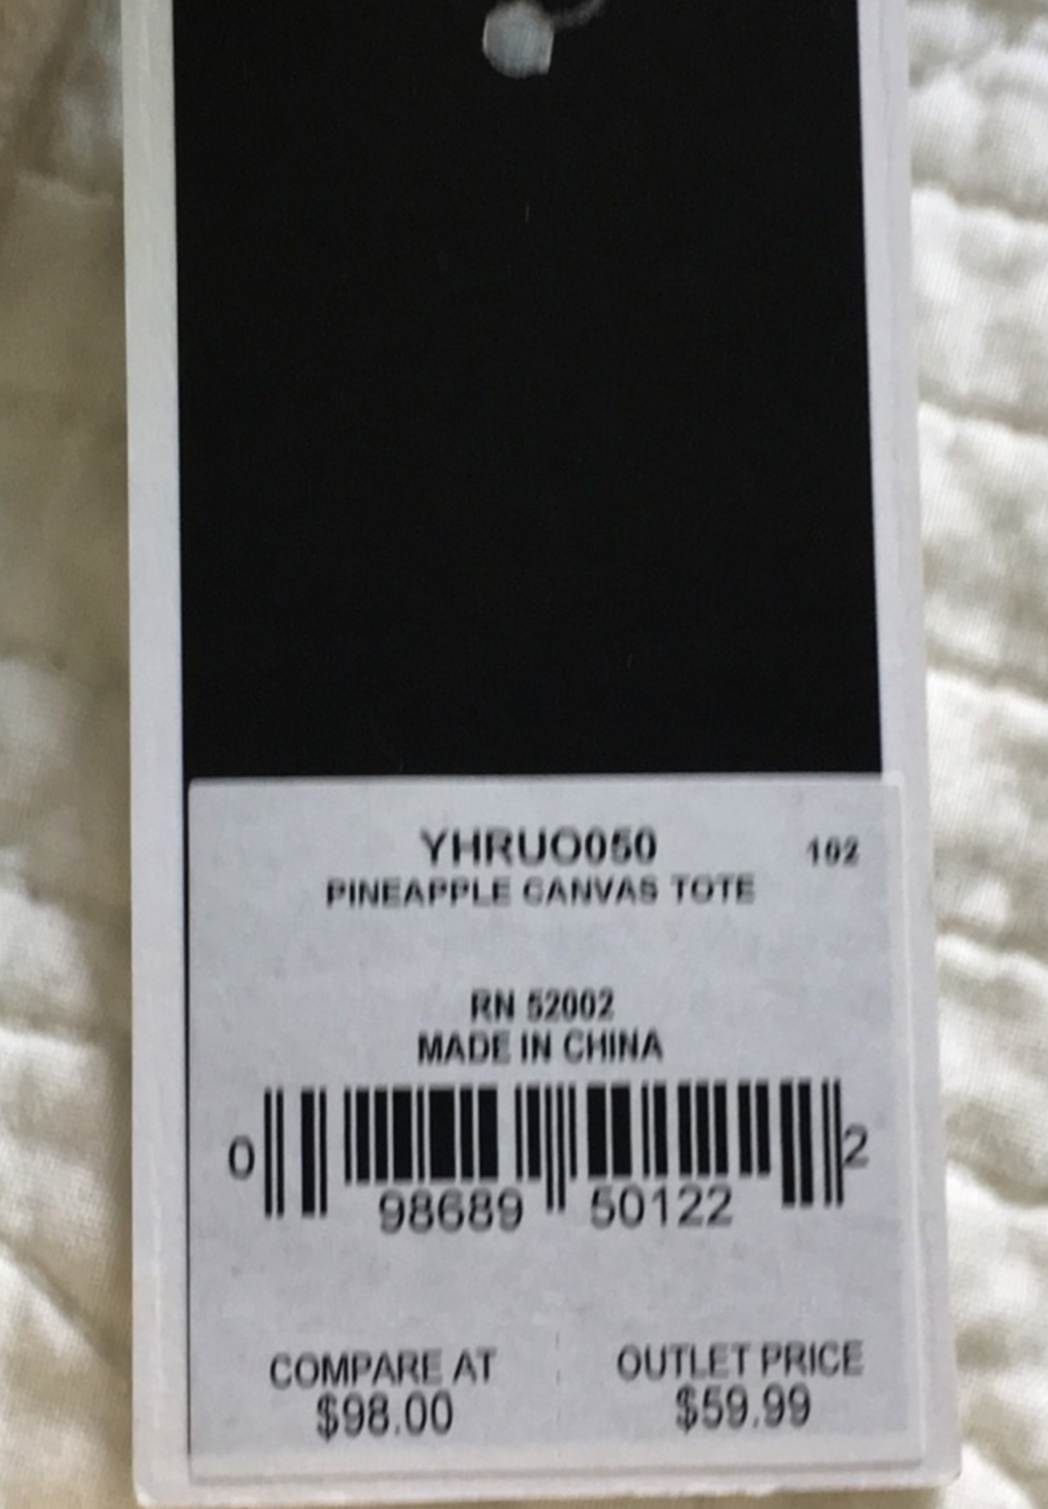 YHRUO050 102
PINEAPPLE CANVAS TOTE
RN 52002
MADE IN CHINA
0 98689 50122 2
COMPARE AT OUTLET PRICE
$98.00 $59.99